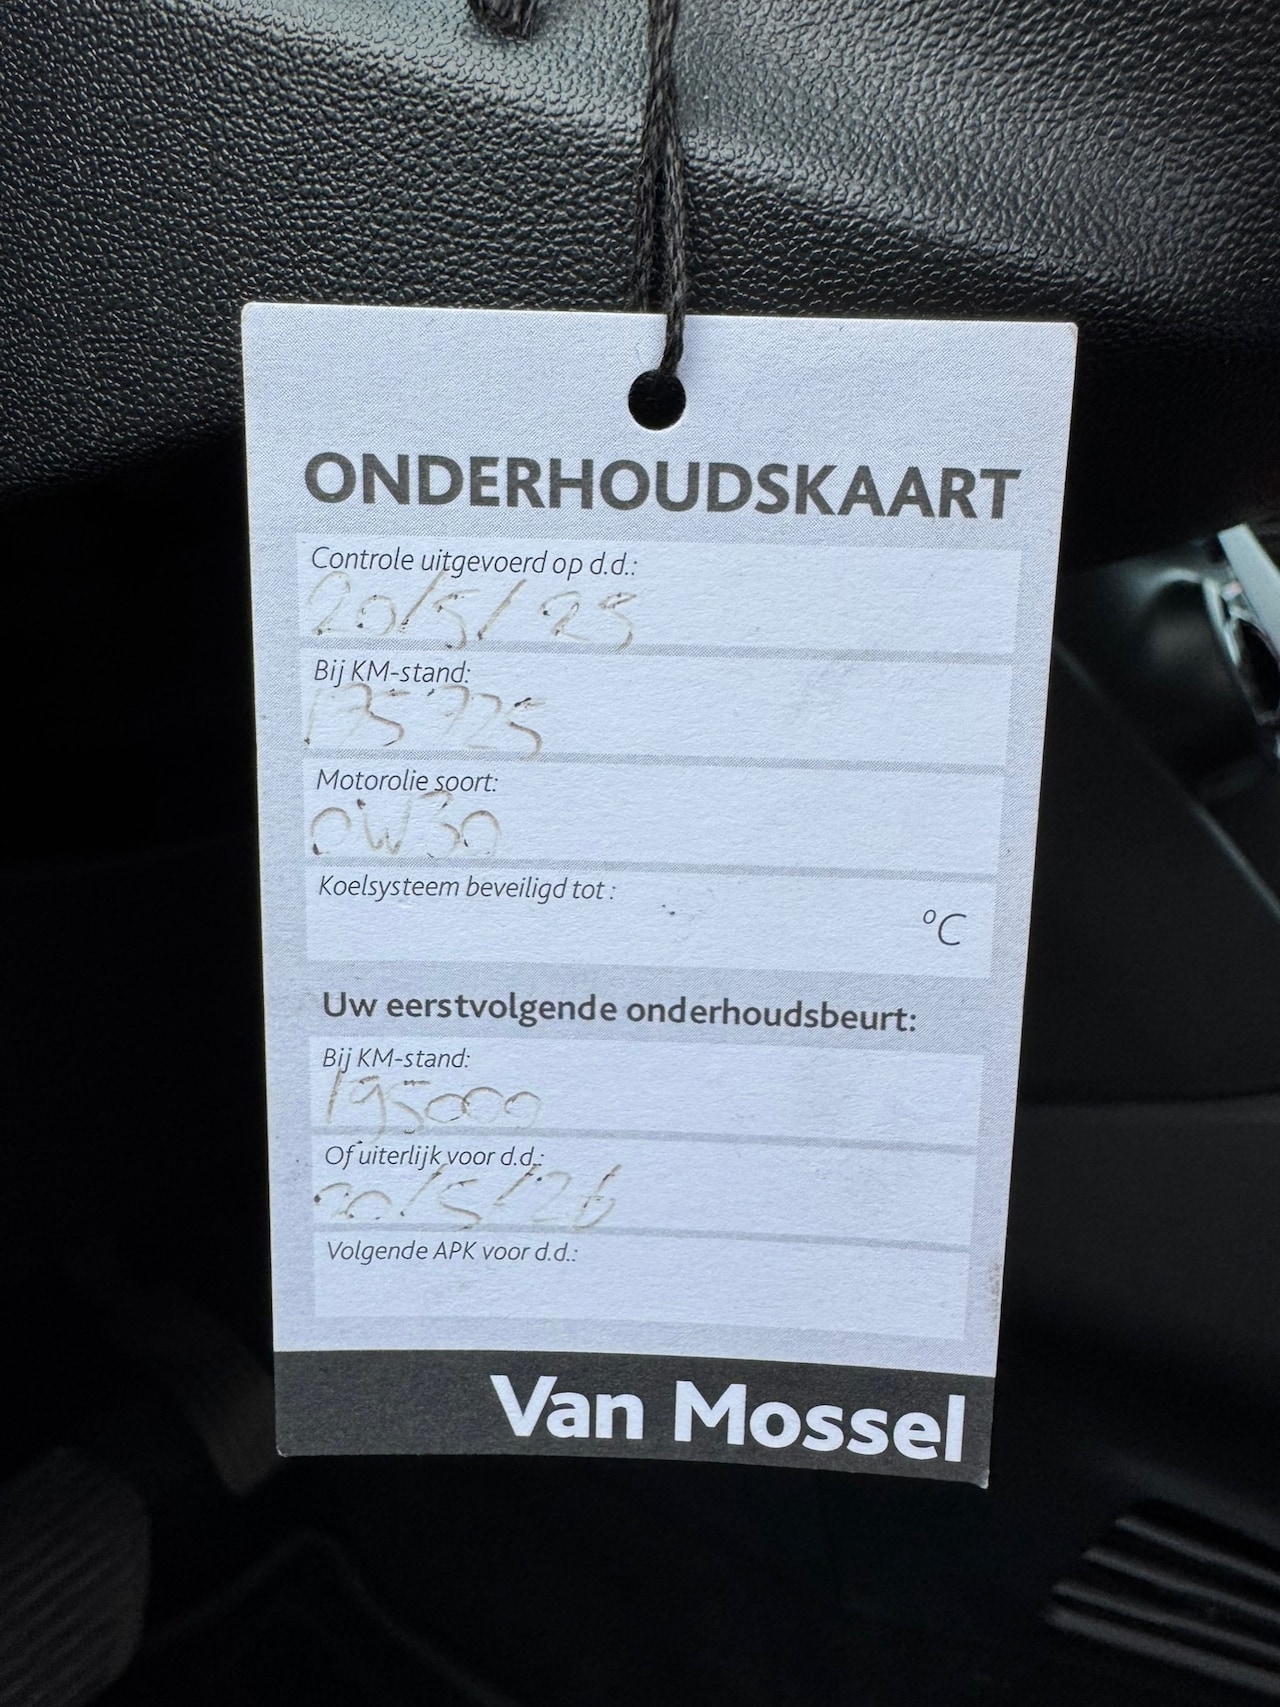 ONDERHOUDSKAART
Controle uitgevoerd op d.d.:
20/5/25
Bij KM-stand:
175725
Motorolie soort:
0W30
Koelsysteem beveiligd tot :
°C
Uw eerstvolgende onderhoudsbeurt:
Bij KM-stand:
195000
Of uiterlijk voor d.d.:
20/5/26
Volgende APK voor d.d.:
Van Mossel